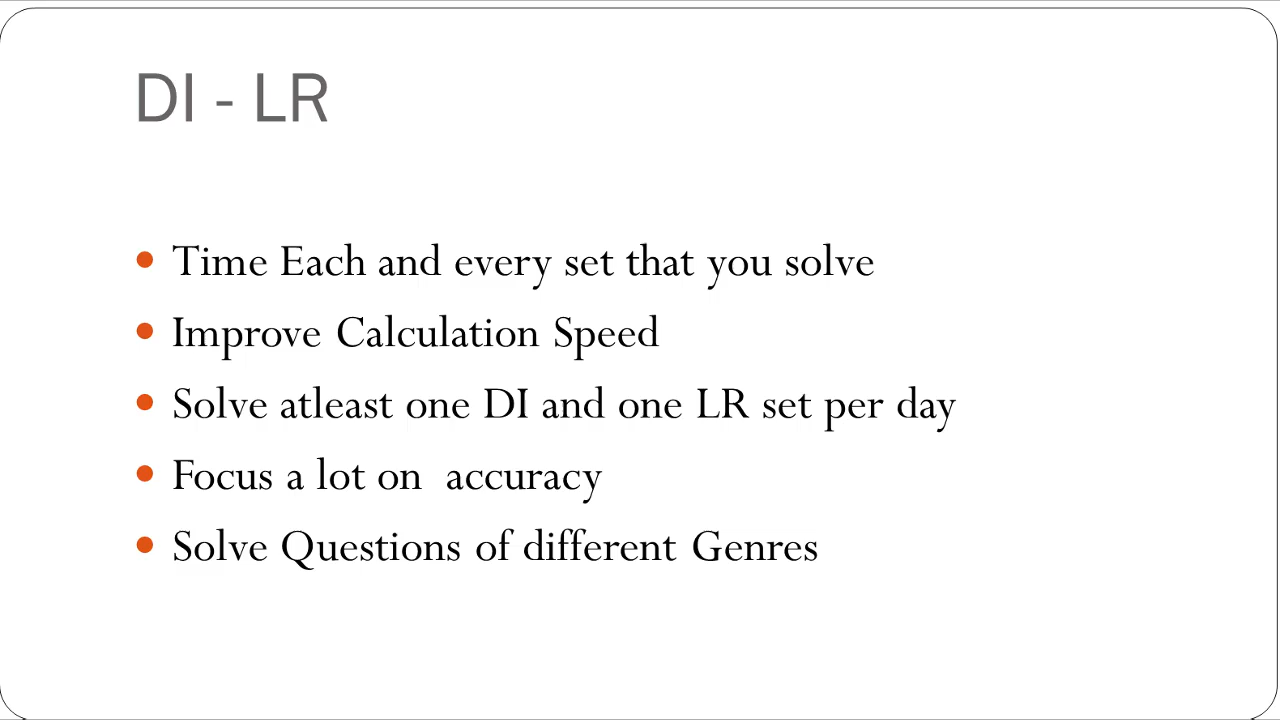 DI - LR
Time Each and every set that you solve
Improve Calculation Speed
Solve atleast one DI and one LR set per day
Focus a lot on  accuracy
Solve Questions of different Genres